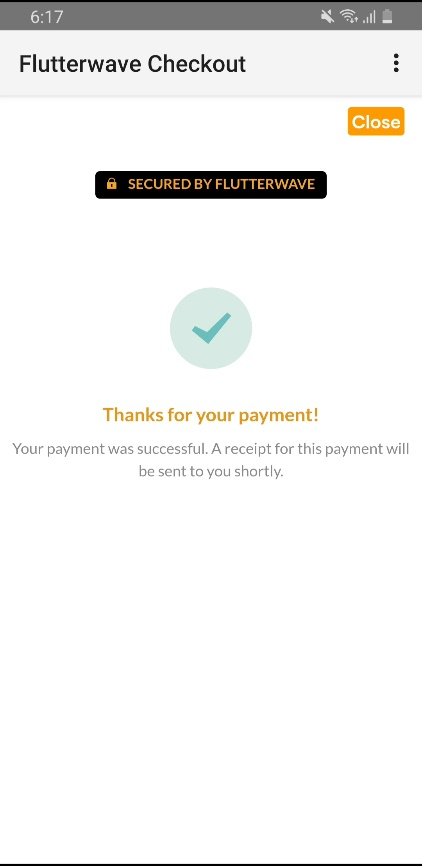 6:17
Flutterwave Checkout
Close
SECURED BY FLUTTERWAVE
Thanks for your payment!
Your payment was successful. A receipt for this payment will
be sent to you shortly.